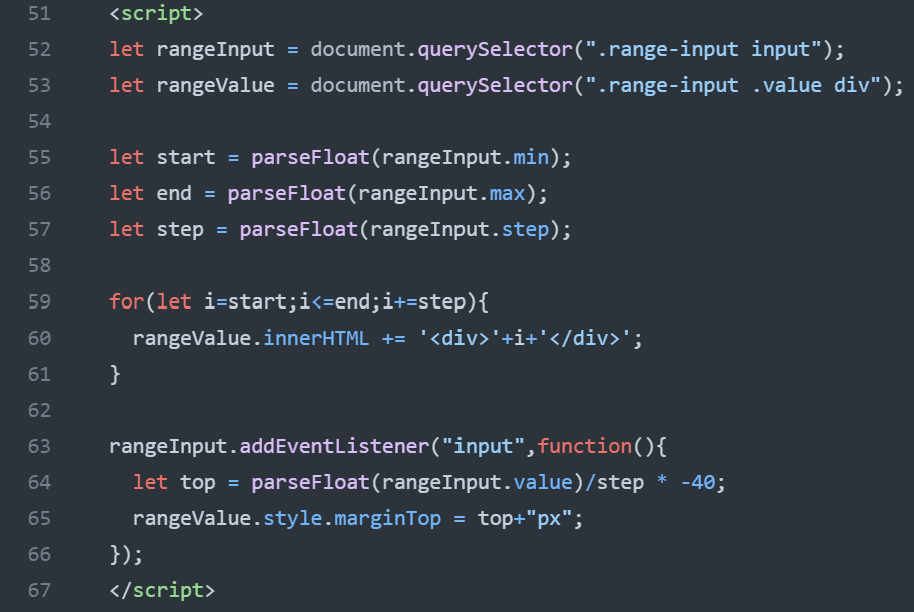 51 <script>
52 let rangeInput = document.querySelector(".range-input input");
53 let rangeValue = document.querySelector(".range-input .value div");
54
55 let start = parseFloat(rangeInput.min);
56 let end = parseFloat(rangeInput.max);
57 let step = parseFloat(rangeInput.step);
58
59 for(let i=start;i<=end;i+=step){
60   rangeValue.innerHTML += '<div>'+i+'</div>';
61 }
62
63 rangeInput.addEventListener("input",function(){
64   let top = parseFloat(rangeInput.value)/step * -40;
65   rangeValue.style.marginTop = top+"px";
66 });
67 </script>